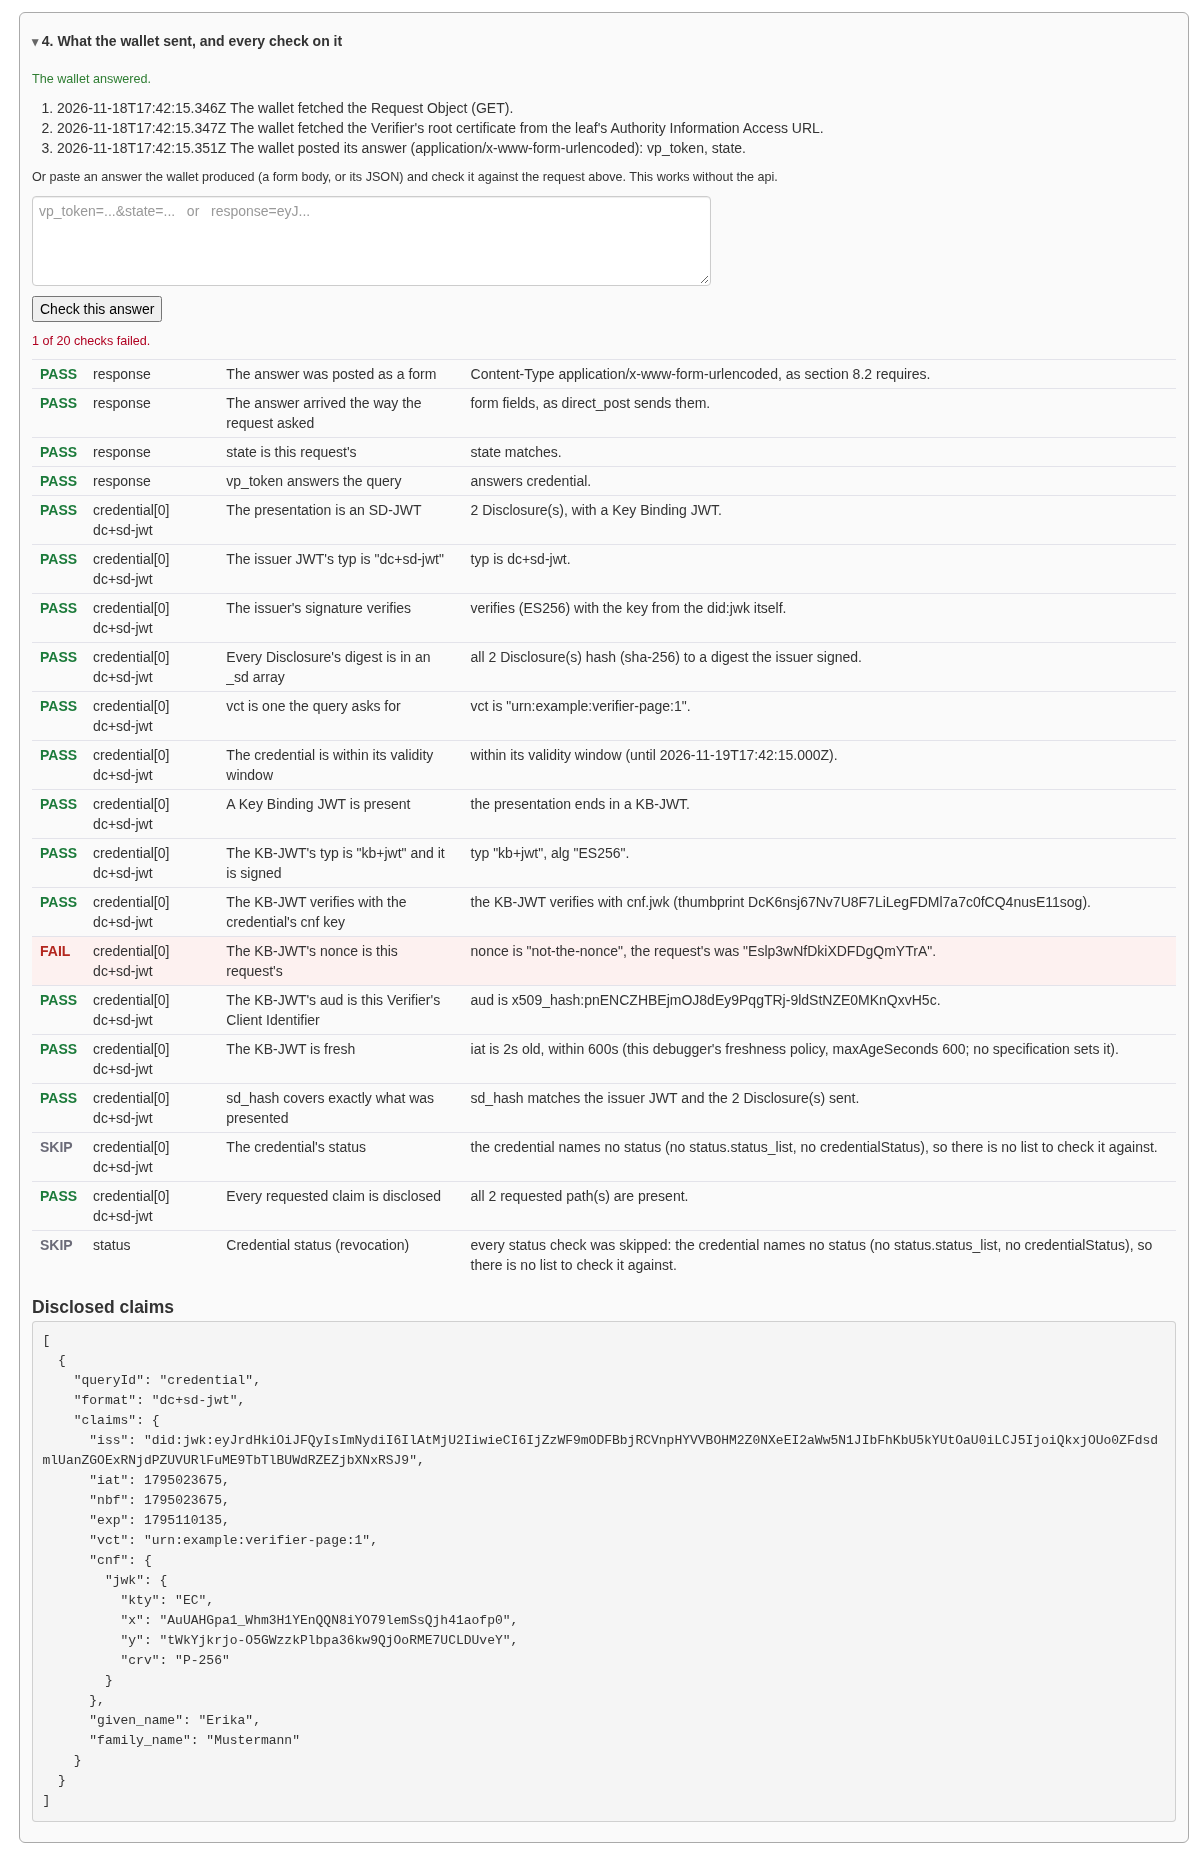 ▾ 4. What the wallet sent, and every check on it
The wallet answered.
1. 2026-11-18T17:42:15.346Z The wallet fetched the Request Object (GET).
2. 2026-11-18T17:42:15.347Z The wallet fetched the Verifier's root certificate from the leaf's Authority Information Access URL.
3. 2026-11-18T17:42:15.351Z The wallet posted its answer (application/x-www-form-urlencoded): vp_token, state.
Or paste an answer the wallet produced (a form body, or its JSON) and check it against the request above. This works without the api.
vp_token=...&state=... or response=eyJ...
Check this answer
1 of 20 checks failed.
PASS response The answer was posted as a form Content-Type application/x-www-form-urlencoded, as section 8.2 requires.
PASS response The answer arrived the way the form fields, as direct_post sends them.
request asked
PASS response state is this request's state matches.
PASS response vp_token answers the query answers credential.
PASS credential[0] The presentation is an SD-JWT 2 Disclosure(s), with a Key Binding JWT.
dc+sd-jwt
PASS credential[0] The issuer JWT's typ is "dc+sd-jwt" typ is dc+sd-jwt.
dc+sd-jwt
PASS credential[0] The issuer's signature verifies verifies (ES256) with the key from the did:jwk itself.
dc+sd-jwt
PASS credential[0] Every Disclosure's digest is in an all 2 Disclosure(s) hash (sha-256) to a digest the issuer signed.
dc+sd-jwt _sd array
PASS credential[0] vct is one the query asks for vct is "urn:example:verifier-page:1".
dc+sd-jwt
PASS credential[0] The credential is within its validity within its validity window (until 2026-11-19T17:42:15.000Z).
dc+sd-jwt window
PASS credential[0] A Key Binding JWT is present the presentation ends in a KB-JWT.
dc+sd-jwt
PASS credential[0] The KB-JWT's typ is "kb+jwt" and it typ "kb+jwt", alg "ES256".
dc+sd-jwt is signed
PASS credential[0] The KB-JWT verifies with the the KB-JWT verifies with cnf.jwk (thumbprint DcK6nsj67Nv7U8F7LiLegFDMl7a7c0fCQ4nusE11sog).
dc+sd-jwt credential's cnf key
FAIL credential[0] The KB-JWT's nonce is this nonce is "not-the-nonce", the request's was "Eslp3wNfDkiXDFDgQmYTrA".
dc+sd-jwt request's
PASS credential[0] The KB-JWT's aud is this Verifier's aud is x509_hash:pnENCZHBEjmOJ8dEy9PqgTRj-9ldStNZE0MKnQxvH5c.
dc+sd-jwt Client Identifier
PASS credential[0] The KB-JWT is fresh iat is 2s old, within 600s (this debugger's freshness policy, maxAgeSeconds 600; no specification sets it).
dc+sd-jwt
PASS credential[0] sd_hash covers exactly what was sd_hash matches the issuer JWT and the 2 Disclosure(s) sent.
dc+sd-jwt presented
SKIP credential[0] The credential's status the credential names no status (no status.status_list, no credentialStatus), so there is no list to check it against.
dc+sd-jwt
PASS credential[0] Every requested claim is disclosed all 2 requested path(s) are present.
dc+sd-jwt
SKIP status Credential status (revocation) every status check was skipped: the credential names no status (no status.status_list, no credentialStatus), so
there is no list to check it against.
Disclosed claims
[
{
"queryId": "credential",
"format": "dc+sd-jwt",
"claims": {
"iss": "did:jwk:eyJrdHkiOiJFQyIsImNydiI6IlAtMjU2IiwieCI6IjZzWF9mODFBbjRCVnpHYVVBOHM2Z0NXeEI2aWw5N1JIbFhKbU5kYUtOaU0iLCJ5IjoiQkxjOUo0ZFdsd
mlUanZGOExRNjdPZUVURlFuME9TbTlBUWdRZEZjbXNxRSJ9",
"iat": 1795023675,
"nbf": 1795023675,
"exp": 1795110135,
"vct": "urn:example:verifier-page:1",
"cnf": {
"jwk": {
"kty": "EC",
"x": "AuUAHGpa1_Whm3H1YEnQQN8iYO79lemSsQjh41aofp0",
"y": "tWkYjkrjo-O5GWzzkPlbpa36kw9QjOoRME7UCLDUveY",
"crv": "P-256"
}
},
"given_name": "Erika",
"family_name": "Mustermann"
}
}
]